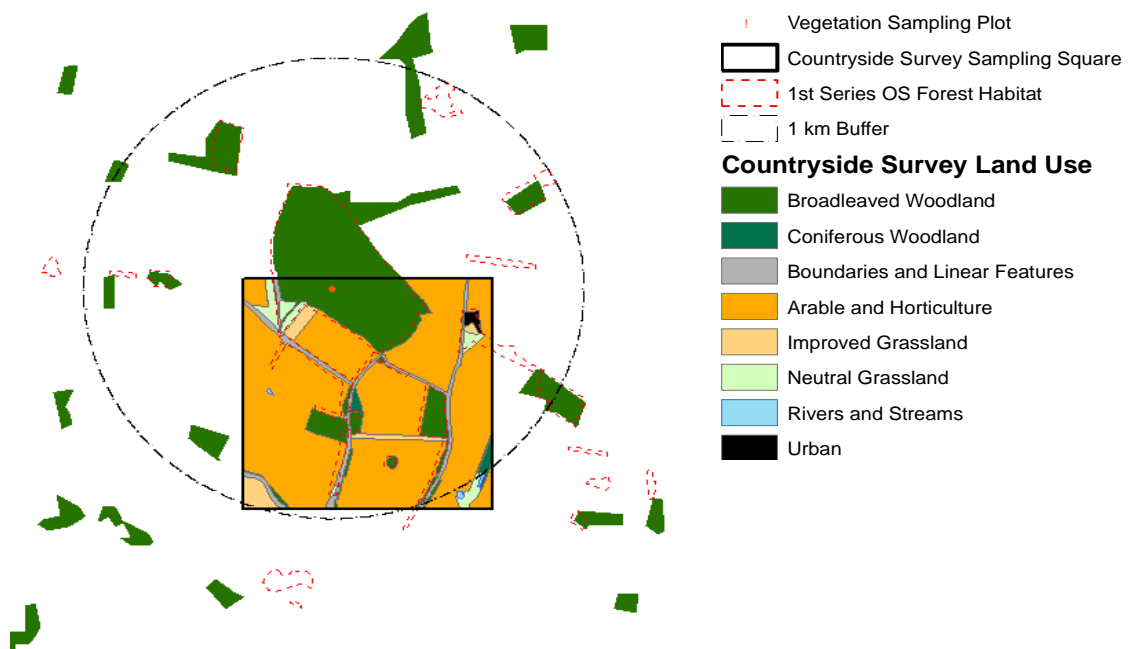 Vegetation Sampling Plot
Countryside Survey Sampling Square
1st Series OS Forest Habitat
1 km Buffer
Countryside Survey Land Use
Broadleaved Woodland
Coniferous Woodland
Boundaries and Linear Features
Arable and Horticulture
Improved Grassland
Neutral Grassland
Rivers and Streams
Urban